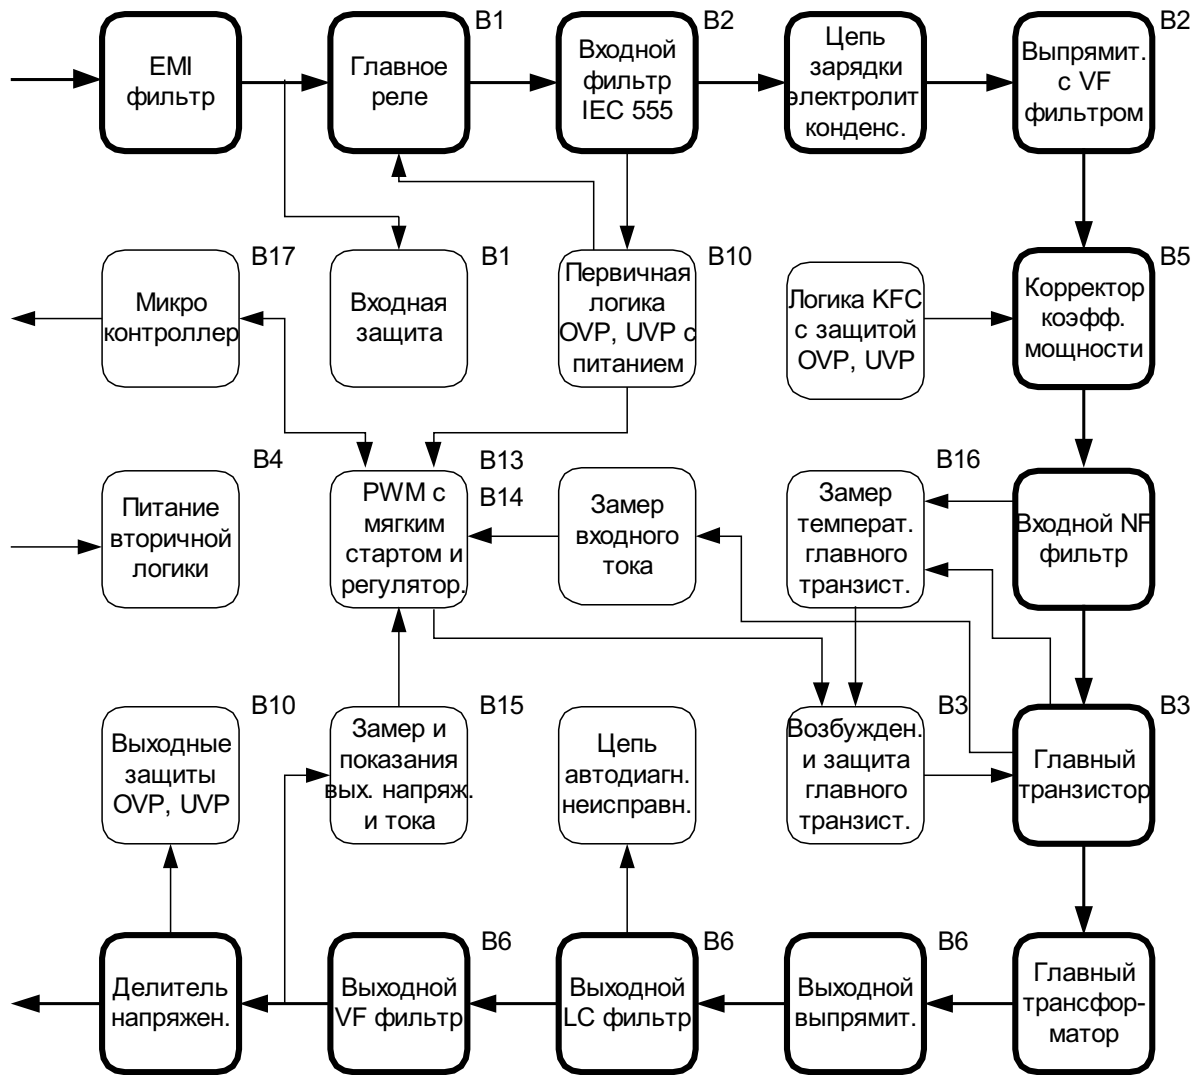 B1
B2
B2
EMI
фильтр
Главное
реле
Входной
фильтр
IEC 555
Цепь
зарядки
электролит
конденс.
Выпрямит.
с VF
фильтром
B17
B1
B10
B5
Микро
контроллер
Входная
защита
Первичная
логика
OVP, UVP с
питанием
Логика KFC
с защитой
OVP, UVP
Корректор
коэфф.
мощности
B4
B13
B14
B16
Питание
вторичной
логики
PWM с
мягким
стартом и
регулятор.
Замер
входного
тока
Замер
температ.
главного
транзист.
Входной NF
фильтр
B10
B15
B3
B3
Выходные
защиты
OVP, UVP
Замер и
показания
вых. напряж.
и тока
Цепь
автодиагн.
неисправн.
Возбужден.
и защита
главного
транзист.
Главный
транзистор
B6
B6
B6
Делитель
напряжен.
Выходной
VF фильтр
Выходной
LC фильтр
Выходной
выпрямит.
Главный
трансфор-
матор